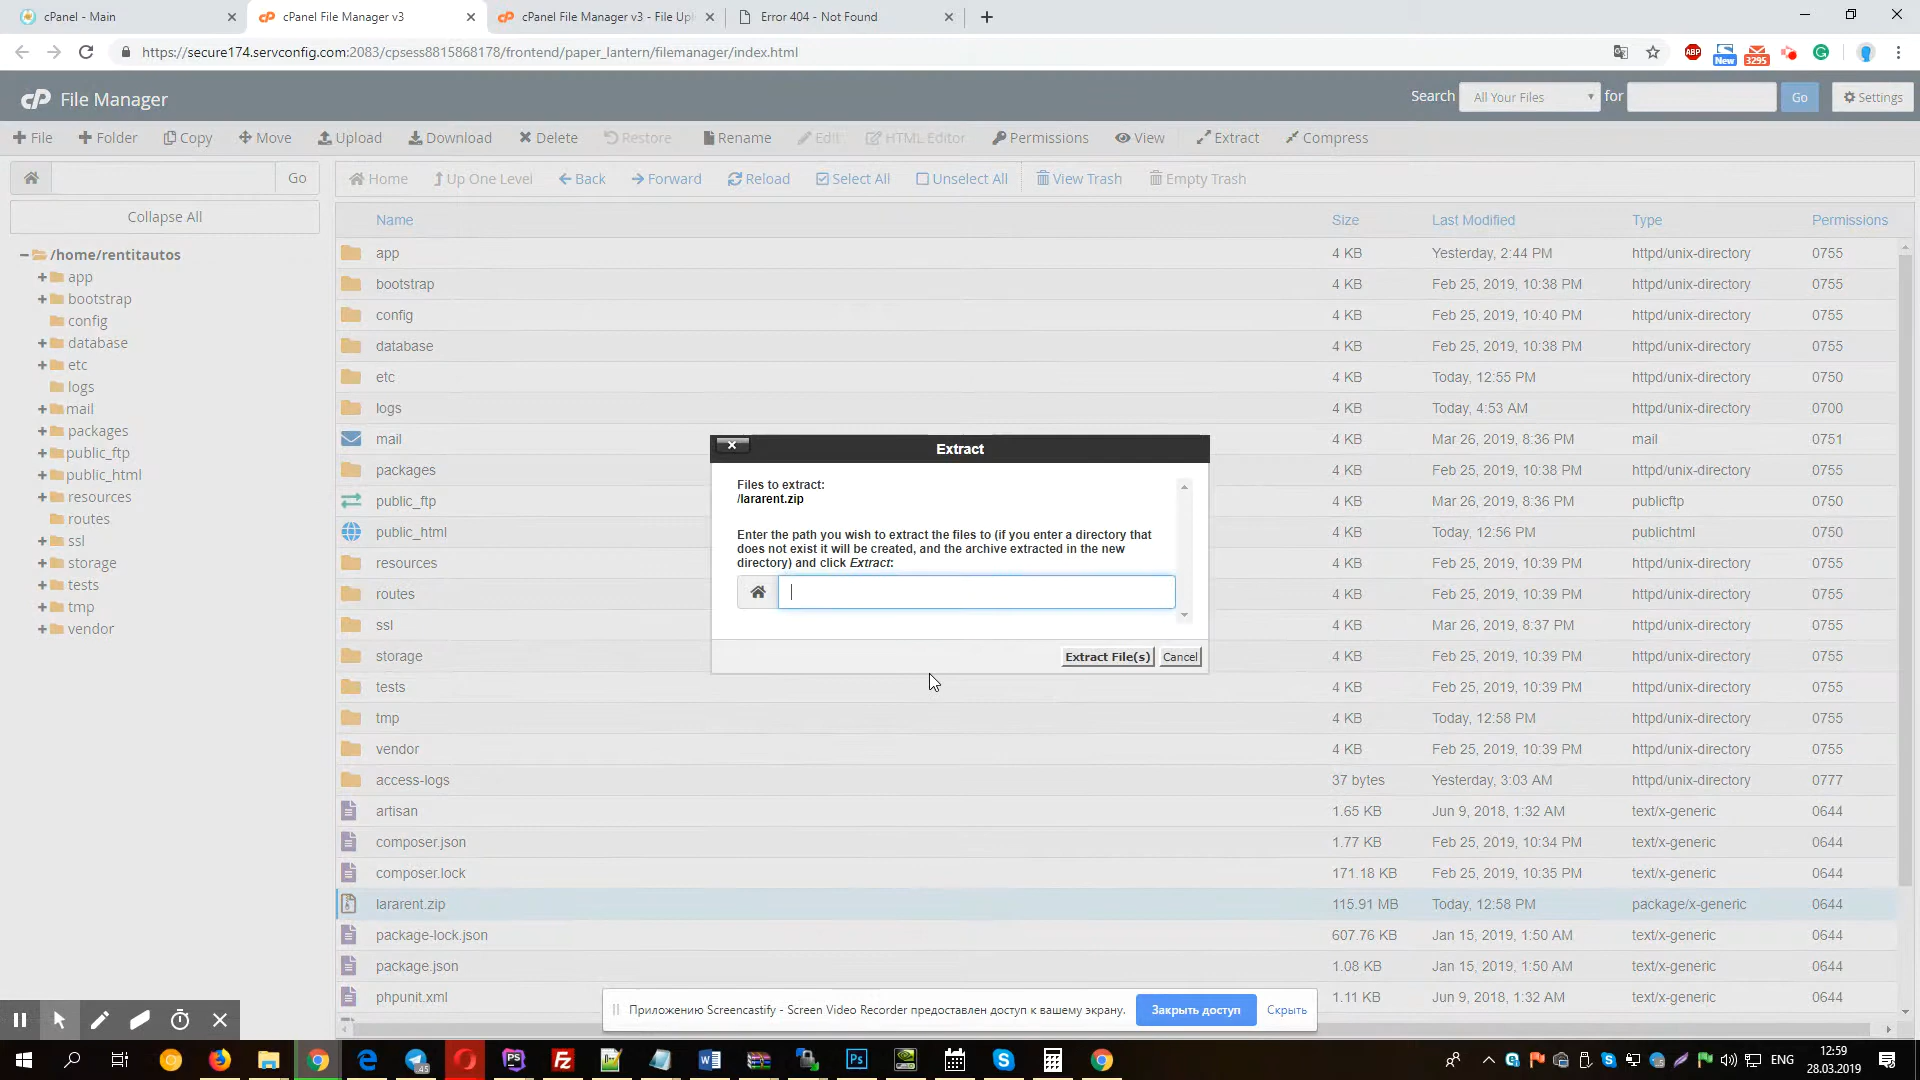 cPanel - Main
cPanel File Manager v3
cPanel File Manager v3 - File Upl
Error 404 - Not Found
https://secure174.servconfig.com:2083/cpsess8815868178/frontend/paper_lantern/filemanager/index.html
ABP
New
3295
cP File Manager
Search
All Your Files
for
Go
Settings
File
Folder
Copy
Move
Upload
Download
Delete
Restore
Rename
Edit
HTML Editor
Permissions
View
Extract
Compress
Go
Home
Up One Level
Back
Forward
Reload
Select All
Unselect All
View Trash
Empty Trash
Collapse All
/home/rentitautos
app
bootstrap
config
database
etc
logs
mail
packages
public_ftp
public_html
resources
routes
ssl
storage
tests
tmp
vendor
Name Size Last Modified Type Permissions
app 4 KB Yesterday, 2:44 PM httpd/unix-directory 0755
bootstrap 4 KB Feb 25, 2019, 10:38 PM httpd/unix-directory 0755
config 4 KB Feb 25, 2019, 10:40 PM httpd/unix-directory 0755
database 4 KB Feb 25, 2019, 10:38 PM httpd/unix-directory 0755
etc 4 KB Today, 12:55 PM httpd/unix-directory 0750
logs 4 KB Today, 4:53 AM httpd/unix-directory 0700
mail 4 KB Mar 26, 2019, 8:36 PM mail 0751
packages 4 KB Feb 25, 2019, 10:38 PM httpd/unix-directory 0755
public_ftp 4 KB Mar 26, 2019, 8:36 PM publicftp 0750
public_html 4 KB Today, 12:56 PM publichtml 0750
resources 4 KB Feb 25, 2019, 10:39 PM httpd/unix-directory 0755
routes 4 KB Feb 25, 2019, 10:39 PM httpd/unix-directory 0755
ssl 4 KB Mar 26, 2019, 8:37 PM httpd/unix-directory 0755
storage 4 KB Feb 25, 2019, 10:39 PM httpd/unix-directory 0755
tests 4 KB Feb 25, 2019, 10:39 PM httpd/unix-directory 0755
tmp 4 KB Today, 12:58 PM httpd/unix-directory 0755
vendor 4 KB Feb 25, 2019, 10:39 PM httpd/unix-directory 0755
access-logs 37 bytes Yesterday, 3:03 AM httpd/unix-directory 0777
artisan 1.65 KB Jun 9, 2018, 1:32 AM text/x-generic 0644
composer.json 1.77 KB Feb 25, 2019, 10:34 PM text/x-generic 0644
composer.lock 171.18 KB Feb 25, 2019, 10:35 PM text/x-generic 0644
lararent.zip 115.91 MB Today, 12:58 PM package/x-generic 0644
package-lock.json 607.76 KB Jan 15, 2019, 1:50 AM text/x-generic 0644
package.json 1.08 KB Jan 15, 2019, 1:50 AM text/x-generic 0644
phpunit.xml 1.11 KB Jun 9, 2018, 1:32 AM text/x-generic 0644
Extract
Files to extract:
/lararent.zip
Enter the path you wish to extract the files to (if you enter a directory that
does not exist it will be created, and the archive extracted in the new
directory) and click Extract:
Extract File(s)
Cancel
Приложению Screencastify - Screen Video Recorder предоставлен доступ к вашему экрану.
Закрыть доступ
Скрыть
45
PS
Fz
W
Ps
ENG
12:59
28.03.2019